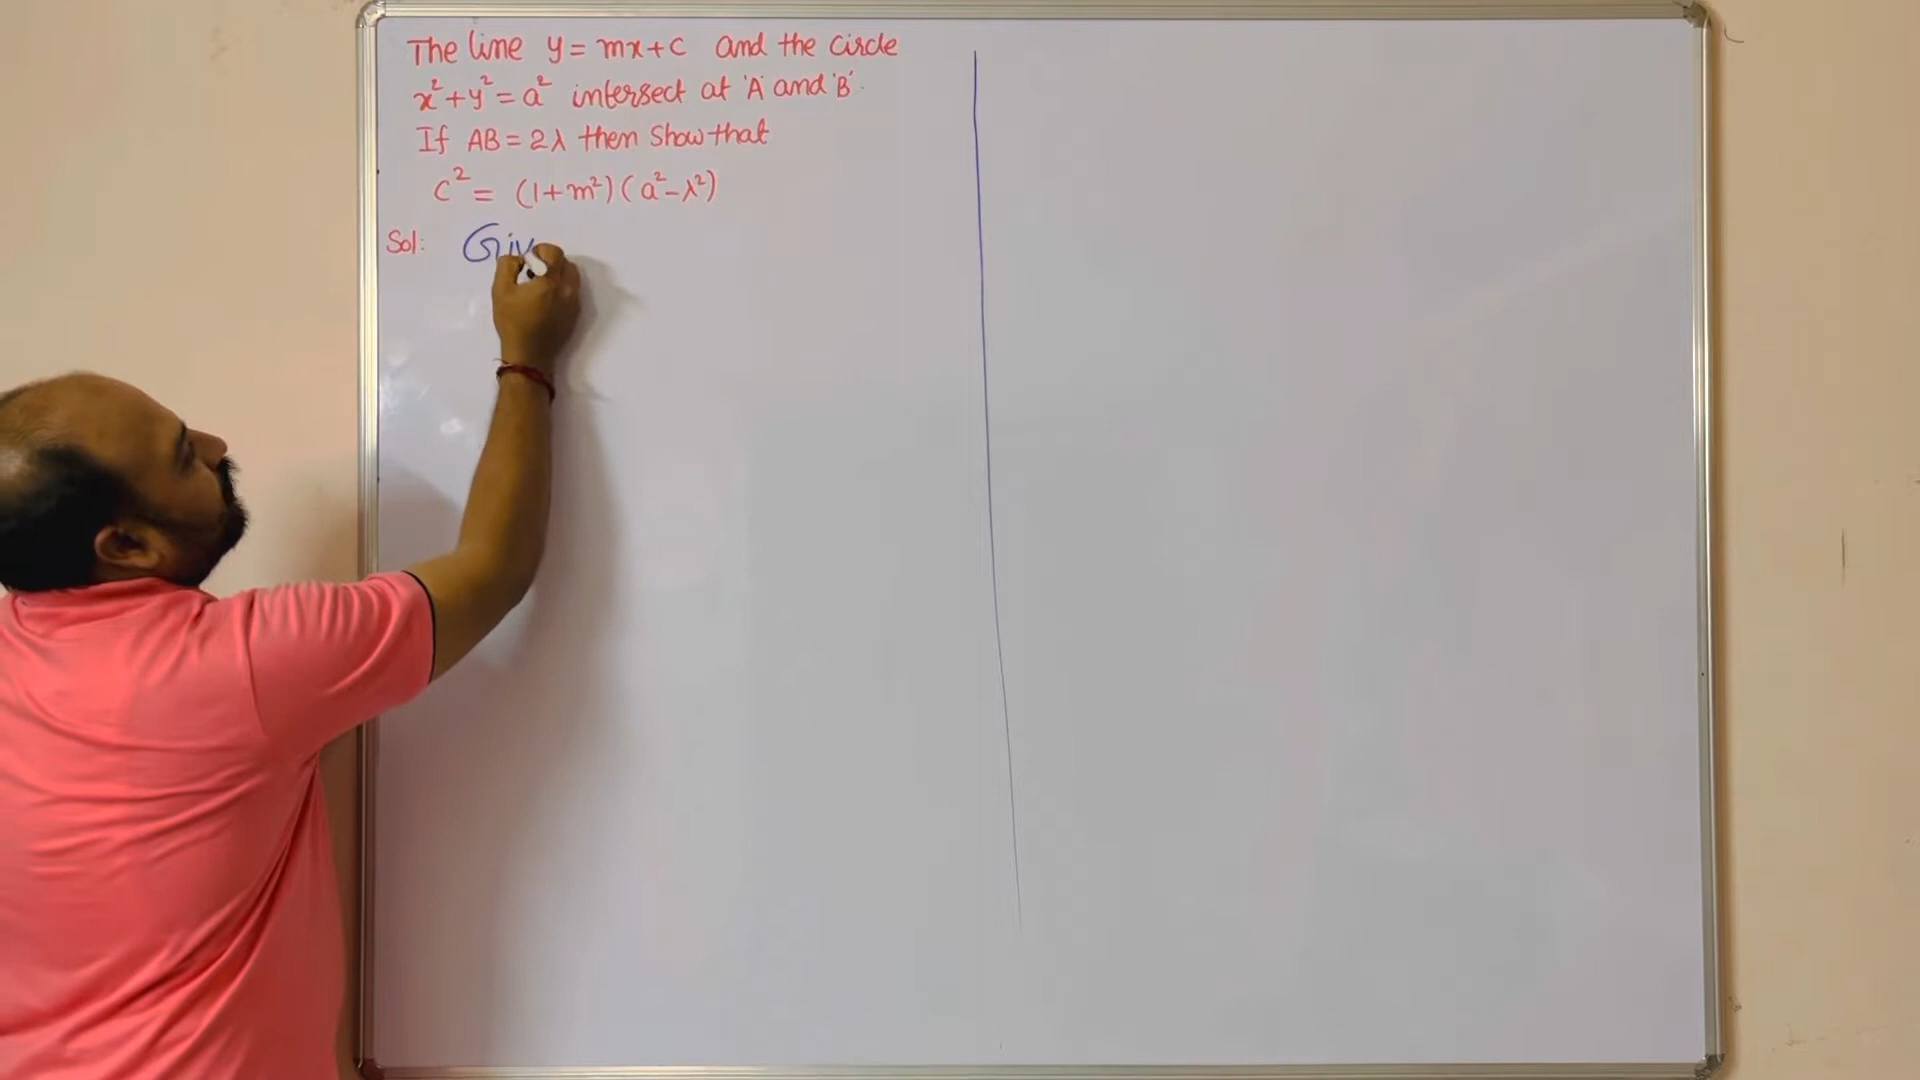 The line y = mx+c and the circle
x²+y² = a² intersect at 'A' and 'B'.
If AB = 2λ then Show that
c² = (1+m²)(a²-λ²)
Sol: Giv